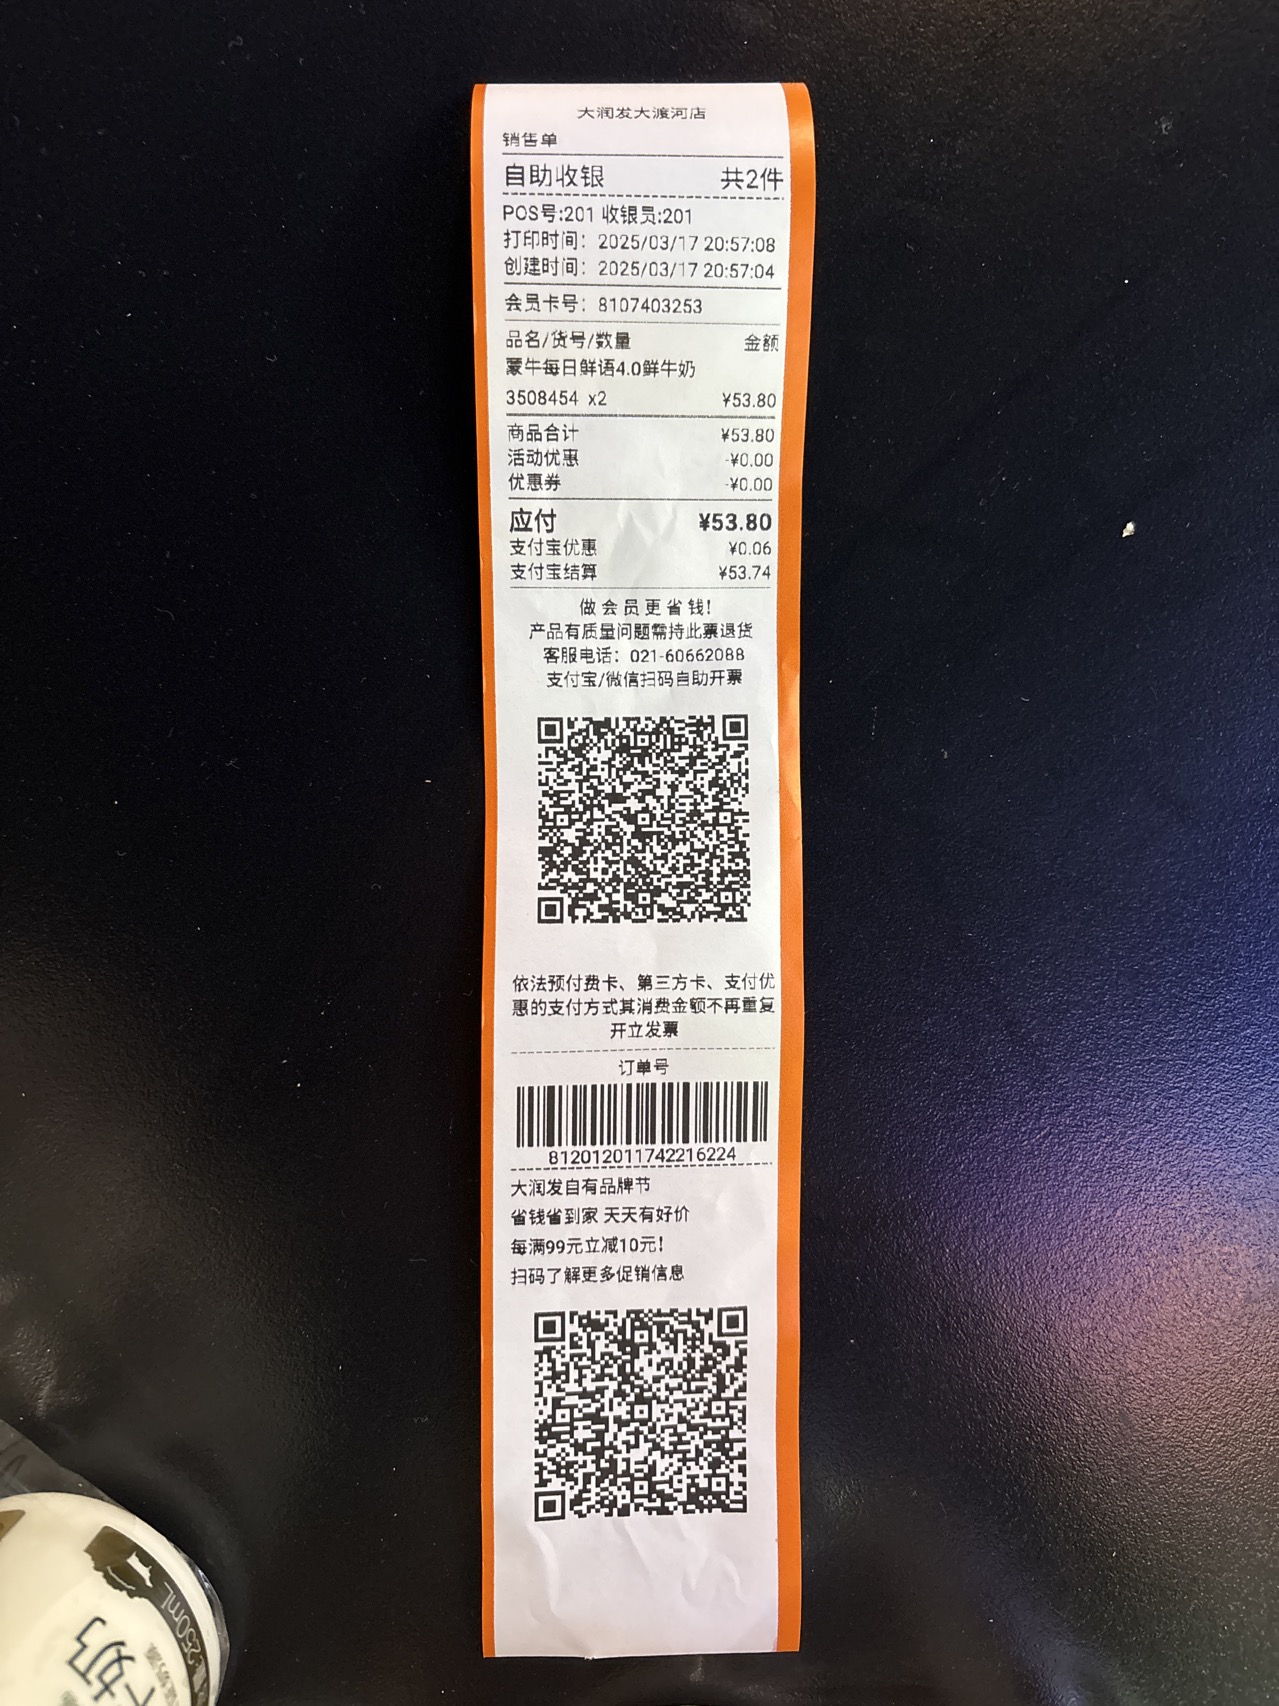 大润发大渡河店
销售单
自助收银 共2件
POS号:201 收银员:201
打印时间：2025/03/17 20:57:08
创建时间：2025/03/17 20:57:04
会员卡号：8107403253
品名/货号/数量 金额
蒙牛每日鲜语4.0鲜牛奶
3508454 x2 ¥53.80
商品合计 ¥53.80
活动优惠 -¥0.00
优惠券 -¥0.00
应付 ¥53.80
支付宝优惠 ¥0.06
支付宝结算 ¥53.74
做会员更省钱!
产品有质量问题需持此票退货
客服电话：021-60662088
支付宝/微信扫码自助开票
依法预付费卡、第三方卡、支付优
惠的支付方式其消费金额不再重复
开立发票
订单号
812012011742216224
大润发自有品牌节
省钱省到家 天天有好价
每满99元立减10元!
扫码了解更多促销信息
250mL
奶